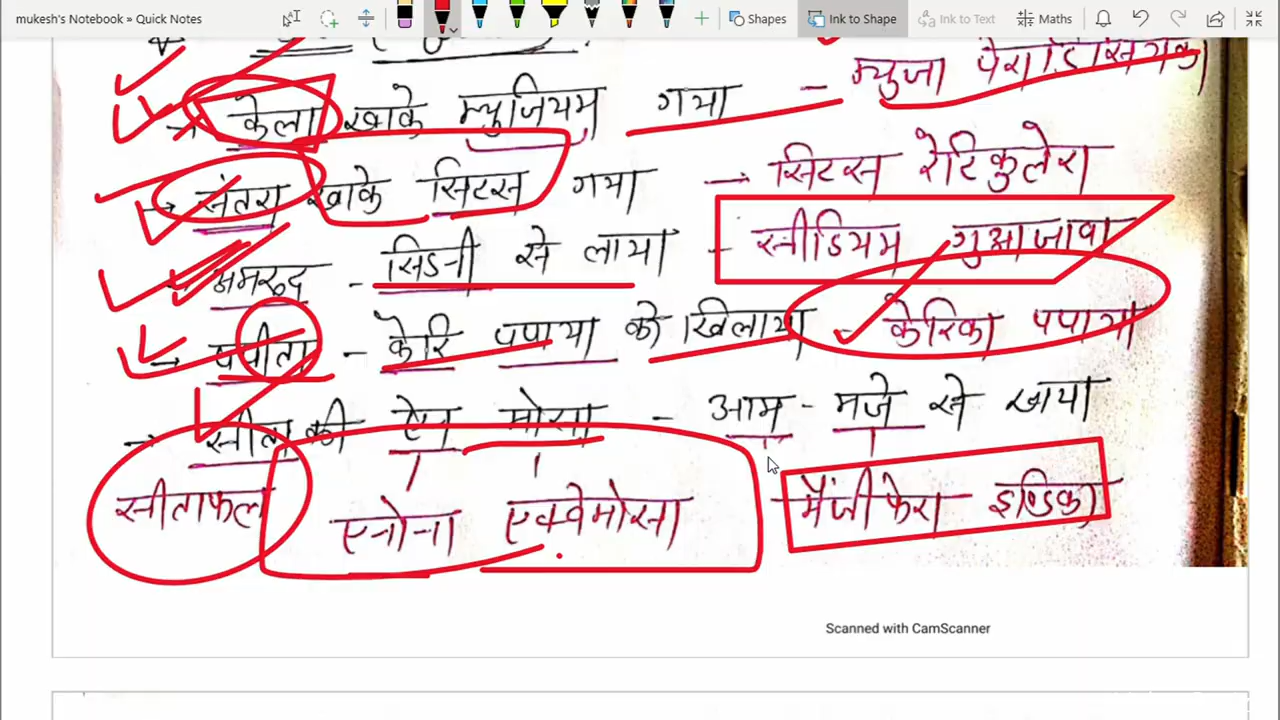 mukesh's Notebook » Quick Notes
Shapes
Ink to Shape
Ink to Text
Maths
→ केला खाके म्युजियम गया – म्युजा पैराडिसियेका
→ संतरा खाके सिटरस गया → सिटरस रेटिकुलेरा
→ अमरूद - सिडनी से लाया - सीडियम गुआजावा
→ पपीता - केरि पपाया को खिलाया - केरिका पपाया
→ सीता की ऐन मोसा - आम - मजे से खाया
सीताफल एनोना एक्वेमोसा मैंजीफेरा इण्डिका
Scanned with CamScanner